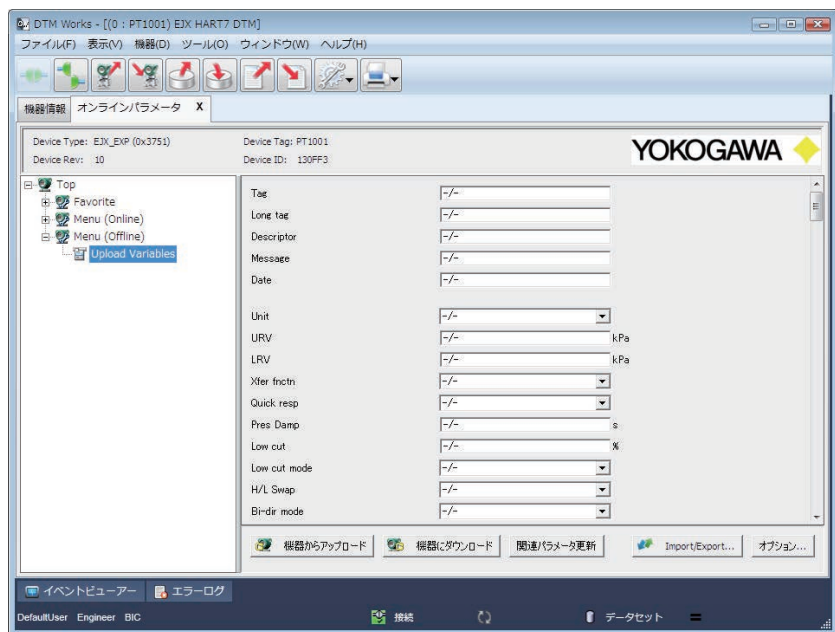 DTM Works - [(0 : PT1001) EJX HART7 DTM]
ファイル(F) 表示(V) 機器(D) ツール(O) ウィンドウ(W) ヘルプ(H)
機器情報 オンラインパラメータ X
Device Type: EJX_EXP (0x3751) Device Tag: PT1001
Device Rev: 10 Device ID: 130FF3
YOKOGAWA
Top
Favorite
Menu (Online)
Menu (Offline)
Upload Variables
Tag -/-
Long tag -/-
Descriptor -/-
Message -/-
Date -/-
Unit -/-
URV -/- kPa
LRV -/- kPa
Xfer fnctn -/-
Quick resp -/-
Pres Damp -/- s
Low cut -/- %
Low cut mode -/-
H/L Swap -/-
Bi-dir mode -/-
機器からアップロード 機器にダウンロード 関連パラメータ更新 Import/Export... オプション...
イベントビューアー エラーログ
DefaultUser Engineer BIC 接続 データセット